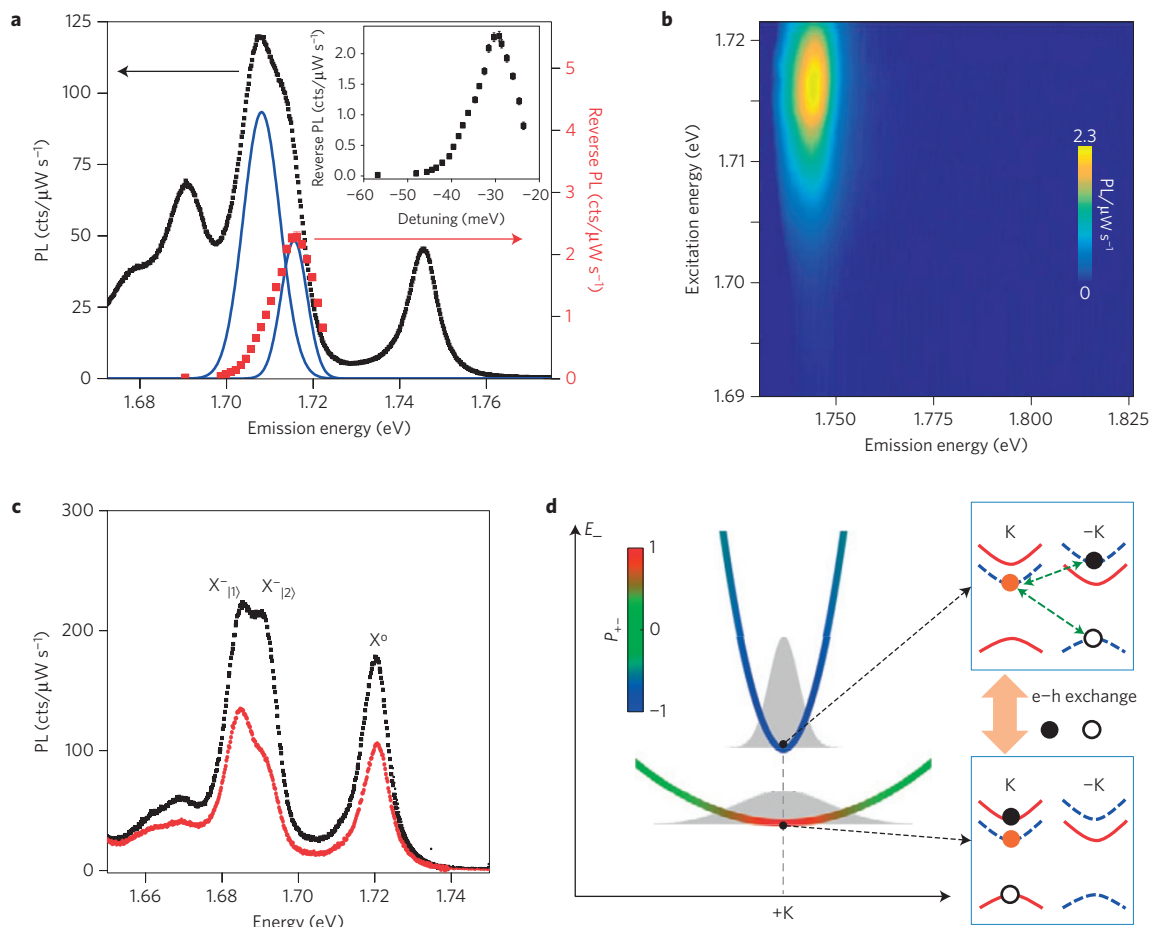 a
125
100
75
50
25
0
PL (cts/μW s⁻¹)
1.68
1.70
1.72
1.74
1.76
Emission energy (eV)
5
4
3
2
1
0
Reverse PL (cts/μW s⁻¹)
2.5
2.0
1.5
1.0
0.5
0.0
Reverse PL (cts/μW s⁻¹)
−60
−50
−40
−30
−20
Detuning (meV)
b
1.72
1.71
1.70
1.69
Excitation energy (eV)
1.750
1.775
1.800
1.825
Emission energy (eV)
2.3
0
PL/μW s⁻¹
c
300
200
100
0
PL (cts/μW s⁻¹)
X⁻|1⟩
X⁻|2⟩
X⁰
1.66
1.68
1.70
1.72
1.74
Energy (eV)
d
E₋
1
0
−1
P₊₋
+K
K −K
e−h exchange
K −K